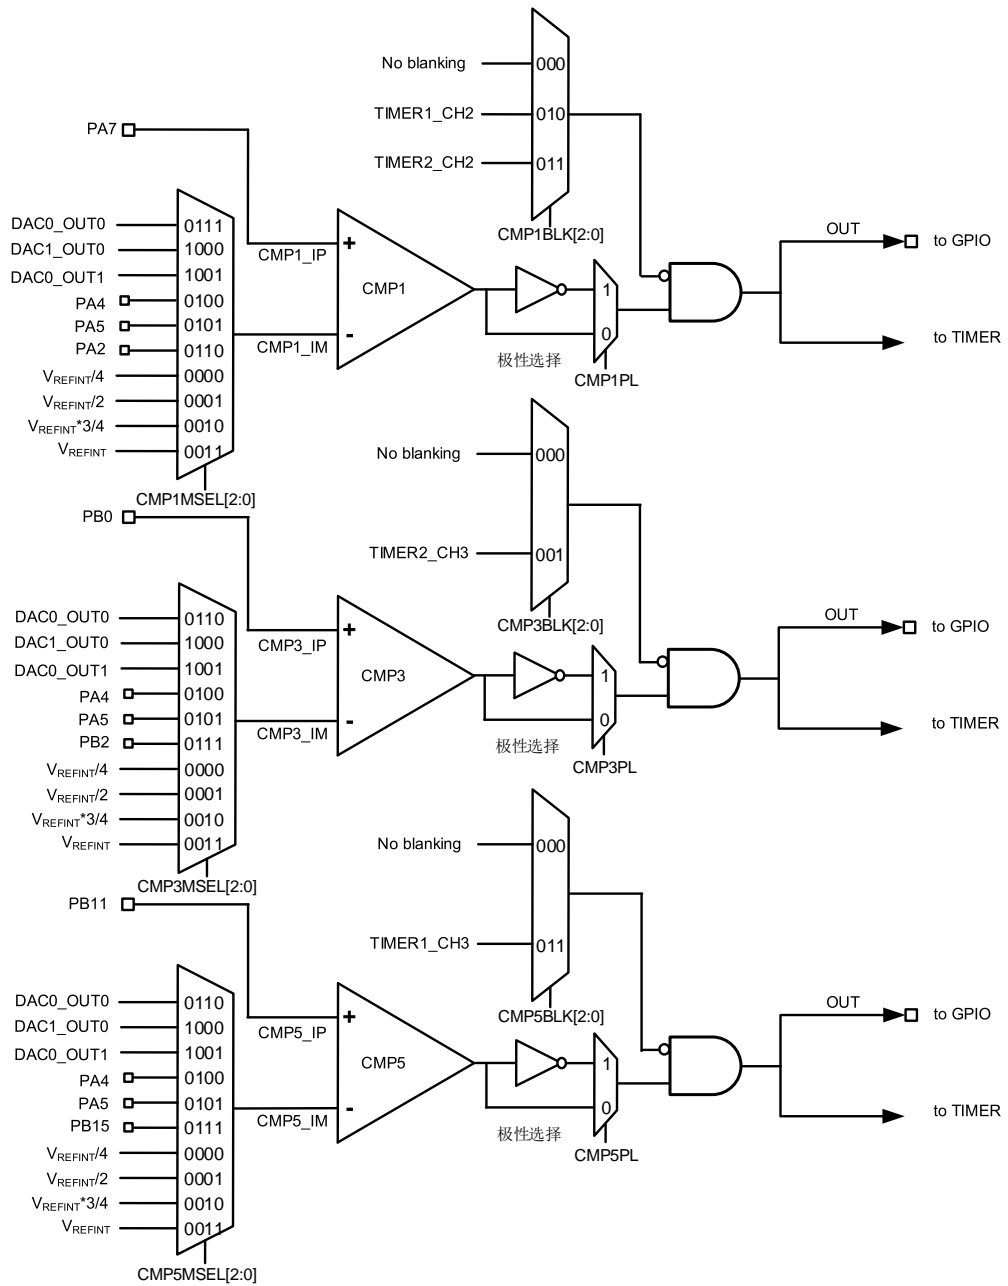 No blanking
000
TIMER1_CH2
010
TIMER2_CH2
011
CMP1BLK[2:0]
PA7
DAC0_OUT0
0111
DAC1_OUT0
1000
DAC0_OUT1
1001
PA4
0100
PA5
0101
PA2
0110
VREFINT/4
0000
VREFINT/2
0001
VREFINT*3/4
0010
VREFINT
0011
CMP1MSEL[2:0]
CMP1_IP
+
CMP1
-
CMP1_IM
1
0
极性选择
CMP1PL
OUT
to GPIO
to TIMER
No blanking
000
TIMER2_CH3
001
CMP3BLK[2:0]
PB0
DAC0_OUT0
0110
DAC1_OUT0
1000
DAC0_OUT1
1001
PA4
0100
PA5
0101
PB2
0111
VREFINT/4
0000
VREFINT/2
0001
VREFINT*3/4
0010
VREFINT
0011
CMP3MSEL[2:0]
CMP3_IP
+
CMP3
-
CMP3_IM
1
0
极性选择
CMP3PL
OUT
to GPIO
to TIMER
No blanking
000
TIMER1_CH3
011
CMP5BLK[2:0]
PB11
DAC0_OUT0
0110
DAC1_OUT0
1000
DAC0_OUT1
1001
PA4
0100
PA5
0101
PB15
0111
VREFINT/4
0000
VREFINT/2
0001
VREFINT*3/4
0010
VREFINT
0011
CMP5MSEL[2:0]
CMP5_IP
+
CMP5
-
CMP5_IM
1
0
极性选择
CMP5PL
OUT
to GPIO
to TIMER